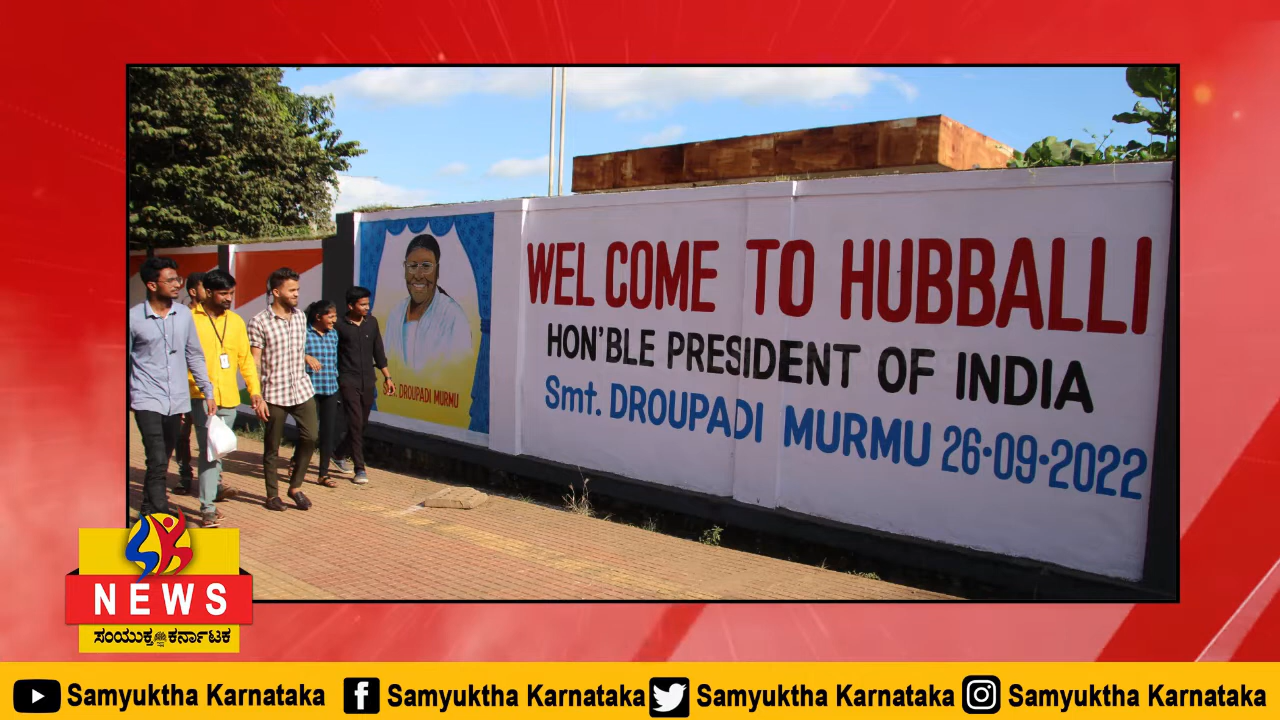 WEL COME TO HUBBALLI
HON'BLE PRESIDENT OF INDIA
Smt. DROUPADI MURMU 26·09·2022
Smt. DROUPADI MURMU
NEWS
ಸಂಯುಕ್ತ ಕರ್ನಾಟಕ
Samyuktha Karnataka Samyuktha Karnataka Samyuktha Karnataka Samyuktha Karnataka